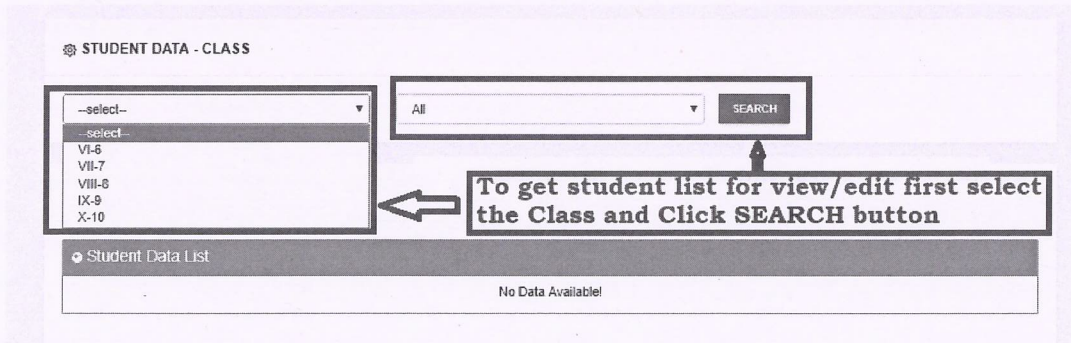 STUDENT DATA - CLASS
--select--
All
SEARCH
--select--
VI-6
VII-7
VIII-8
IX-9
X-10
To get student list for view/edit first select
the Class and Click SEARCH button
Student Data List
No Data Available!